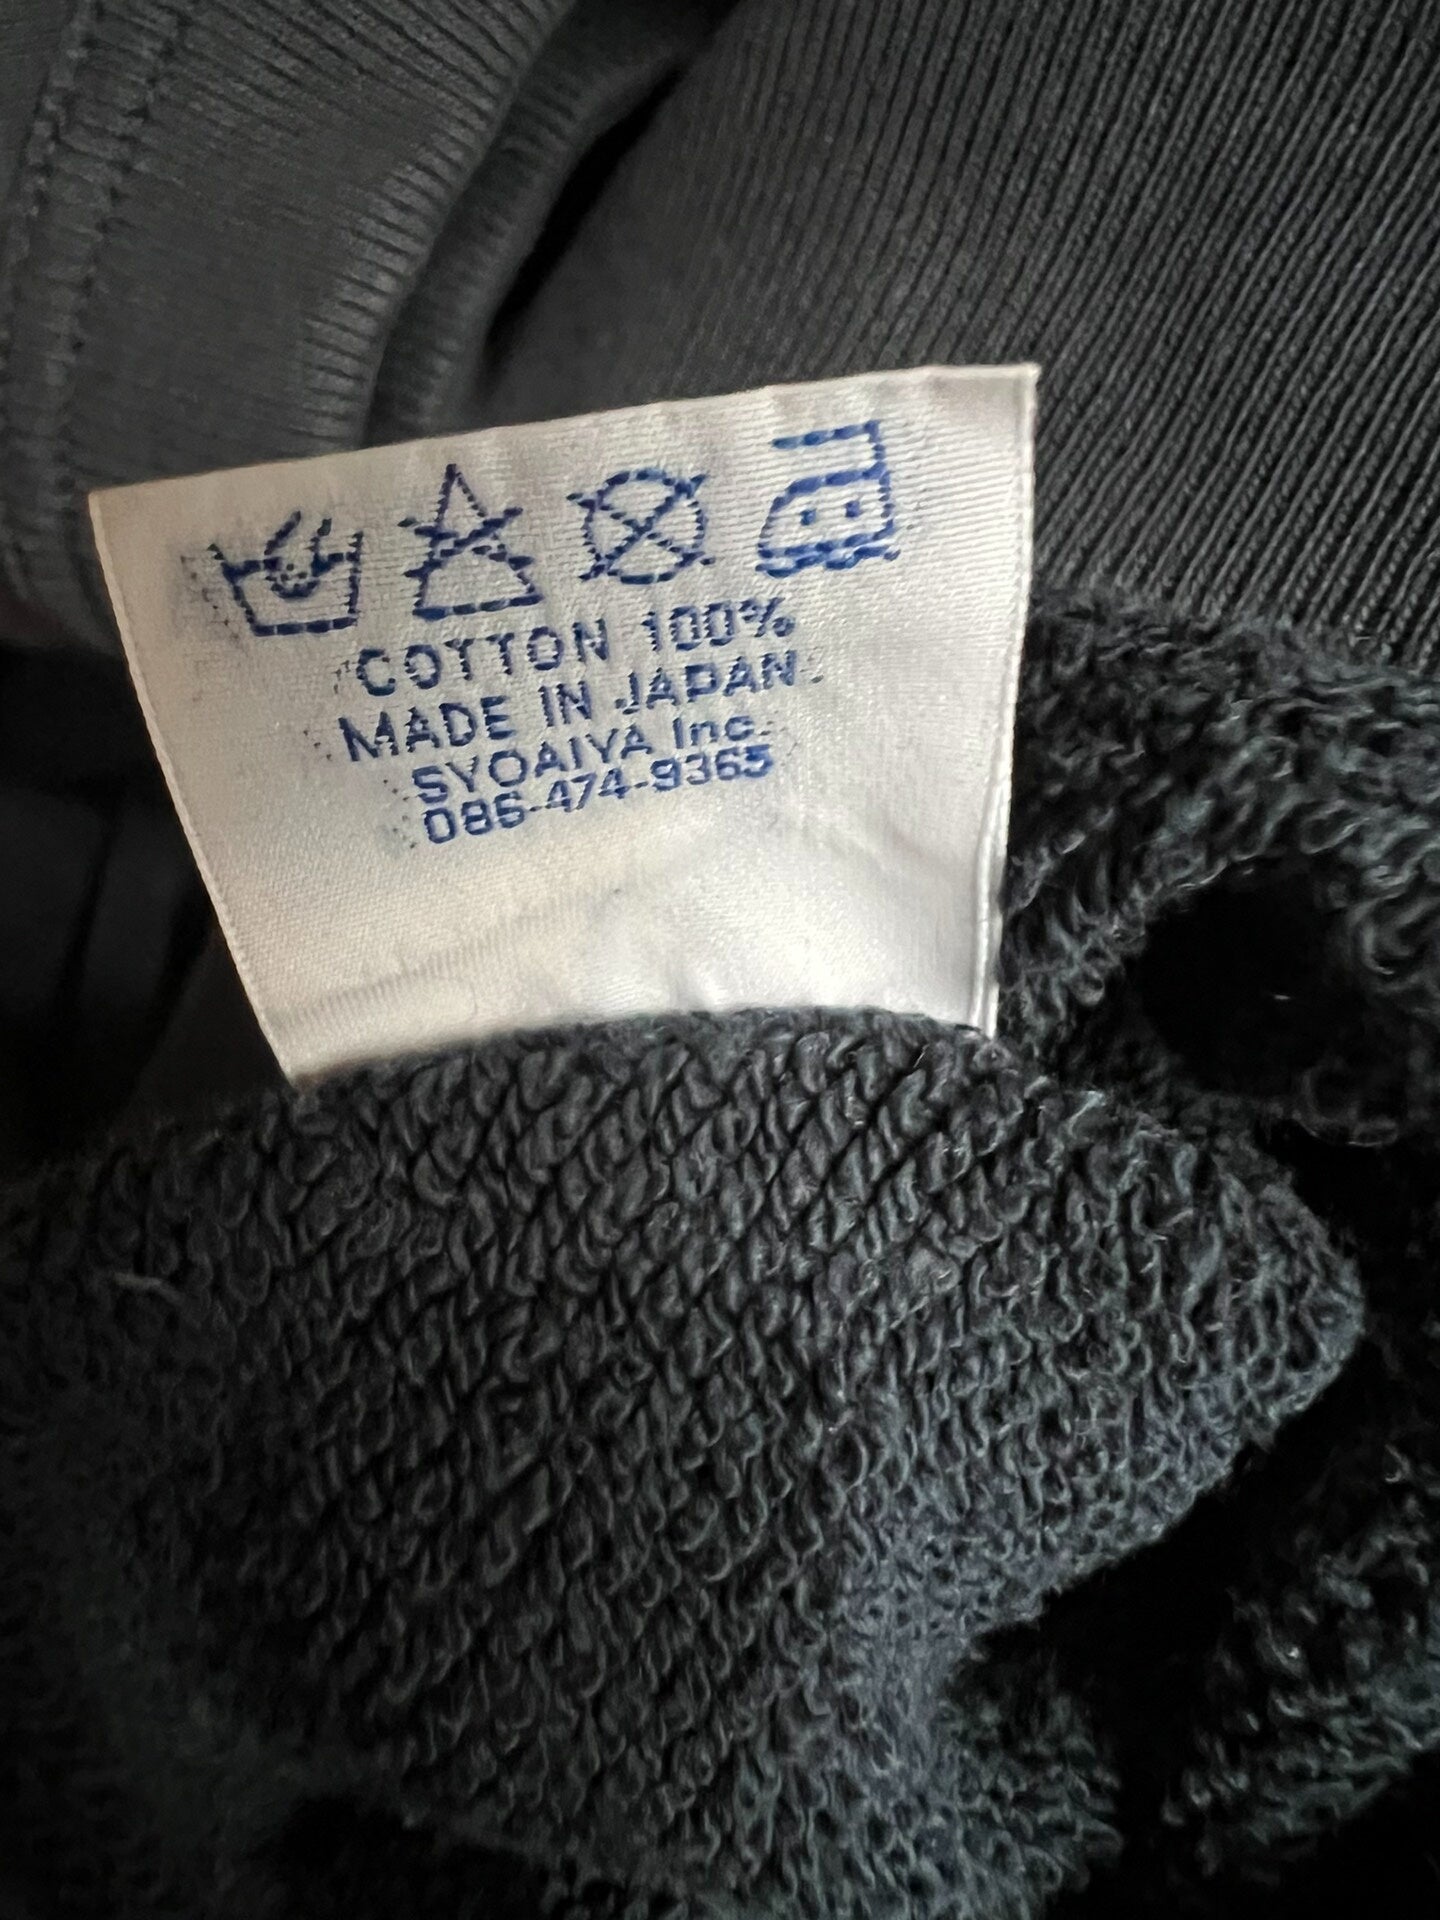 COTTON 100%
MADE IN JAPAN
SYOAIYA Inc.
086-474-9365